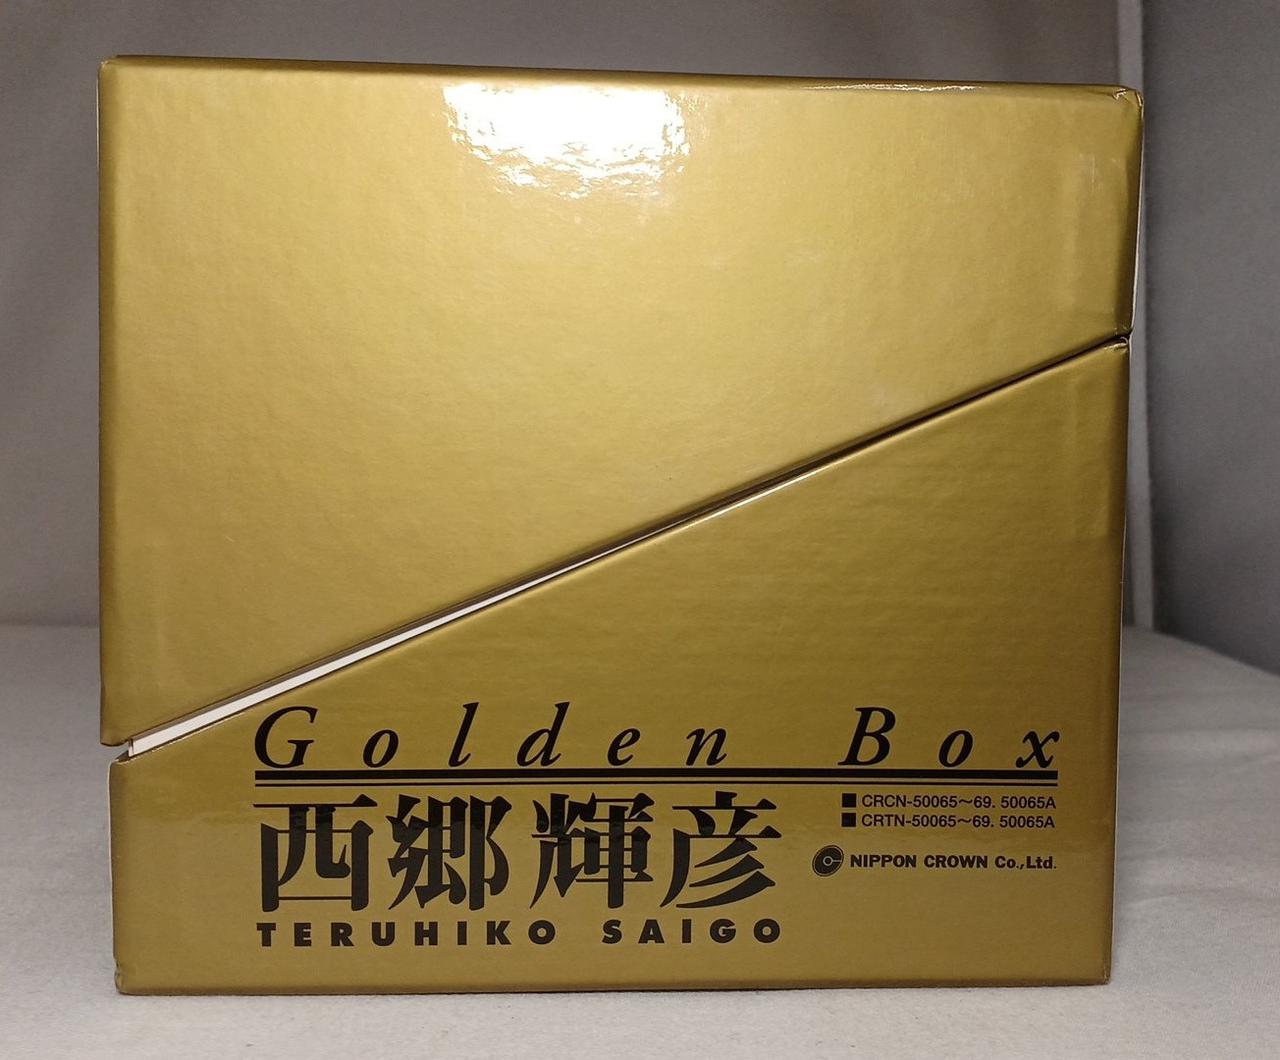 Golden Box
西郷輝彦
TERUHIKO SAIGO
■ CRCN-50065～69. 50065A
■ CRTN-50065～69. 50065A
NIPPON CROWN Co.,Ltd.